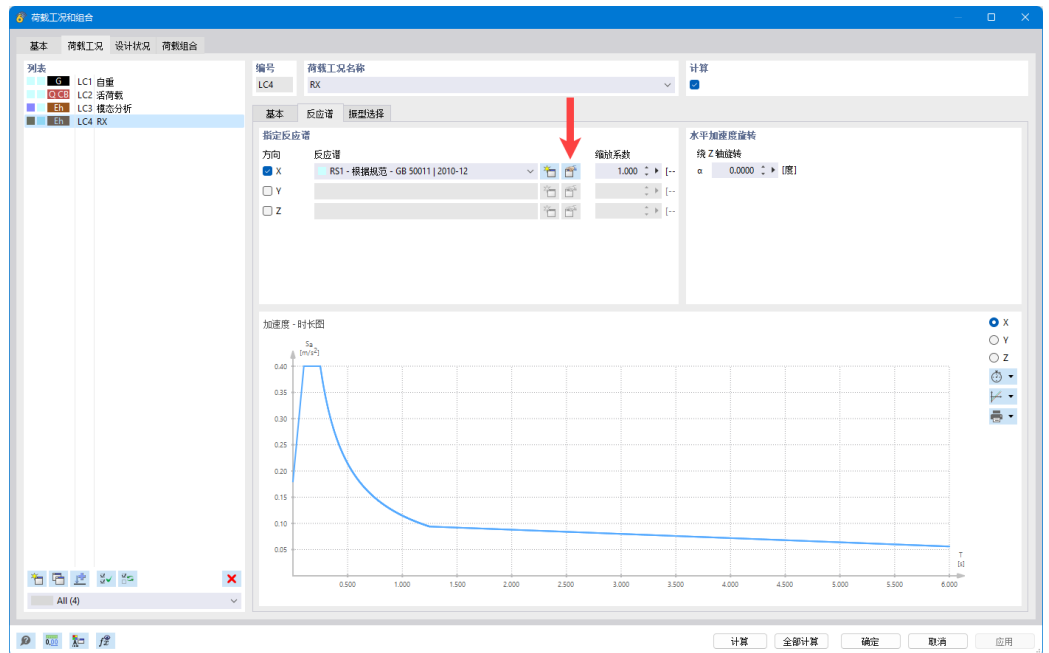 荷载工况和组合
基本 荷载工况 设计状况 荷载组合
列表
G LC1 自重
Q CB LC2 活荷载
Eh LC3 模态分析
Eh LC4 RX
All (4)
编号 荷载工况名称 计算
LC4 RX
基本 反应谱 振型选择
指定反应谱
方向 反应谱 缩放系数
X RS1 - 根据规范 - GB 50011 | 2010-12 1.000 [--
Y [--
Z [--
水平加速度旋转
绕 Z 轴旋转
α 0.0000 [度]
加速度 - 时长图
Sa
[m/s²]
0.40
0.35
0.30
0.25
0.20
0.15
0.10
0.05
0.500 1.000 1.500 2.000 2.500 3.000 3.500 4.000 4.500 5.000 5.500 6.000
T
[s]
X
Y
Z
计算 全部计算 确定 取消 应用